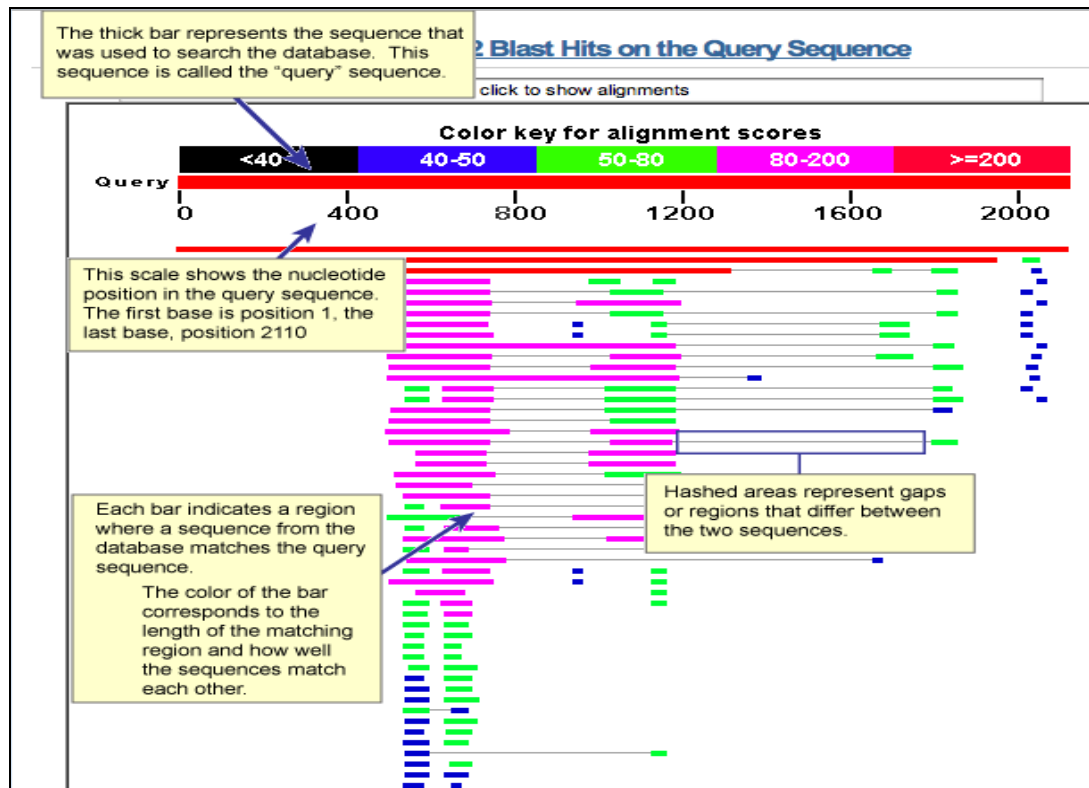 The thick bar represents the sequence that
was used to search the database. This
sequence is called the “query” sequence.
2 Blast Hits on the Query Sequence
click to show alignments
Color key for alignment scores
<40 40-50 50-80 80-200 >=200
Query
0 400 800 1200 1600 2000
This scale shows the nucleotide
position in the query sequence.
The first base is position 1, the
last base, position 2110
Each bar indicates a region
where a sequence from the
database matches the query
sequence.
The color of the bar
corresponds to the
length of the matching
region and how well
the sequences match
each other.
Hashed areas represent gaps
or regions that differ between
the two sequences.